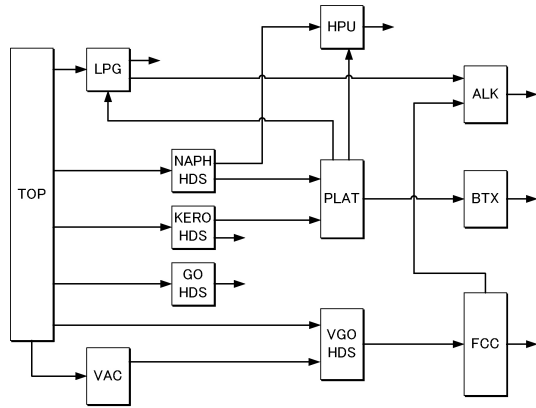 HPU
LPG
ALK
NAPH
HDS
TOP
PLAT
BTX
KERO
HDS
GO
HDS
VGO
HDS
FCC
VAC